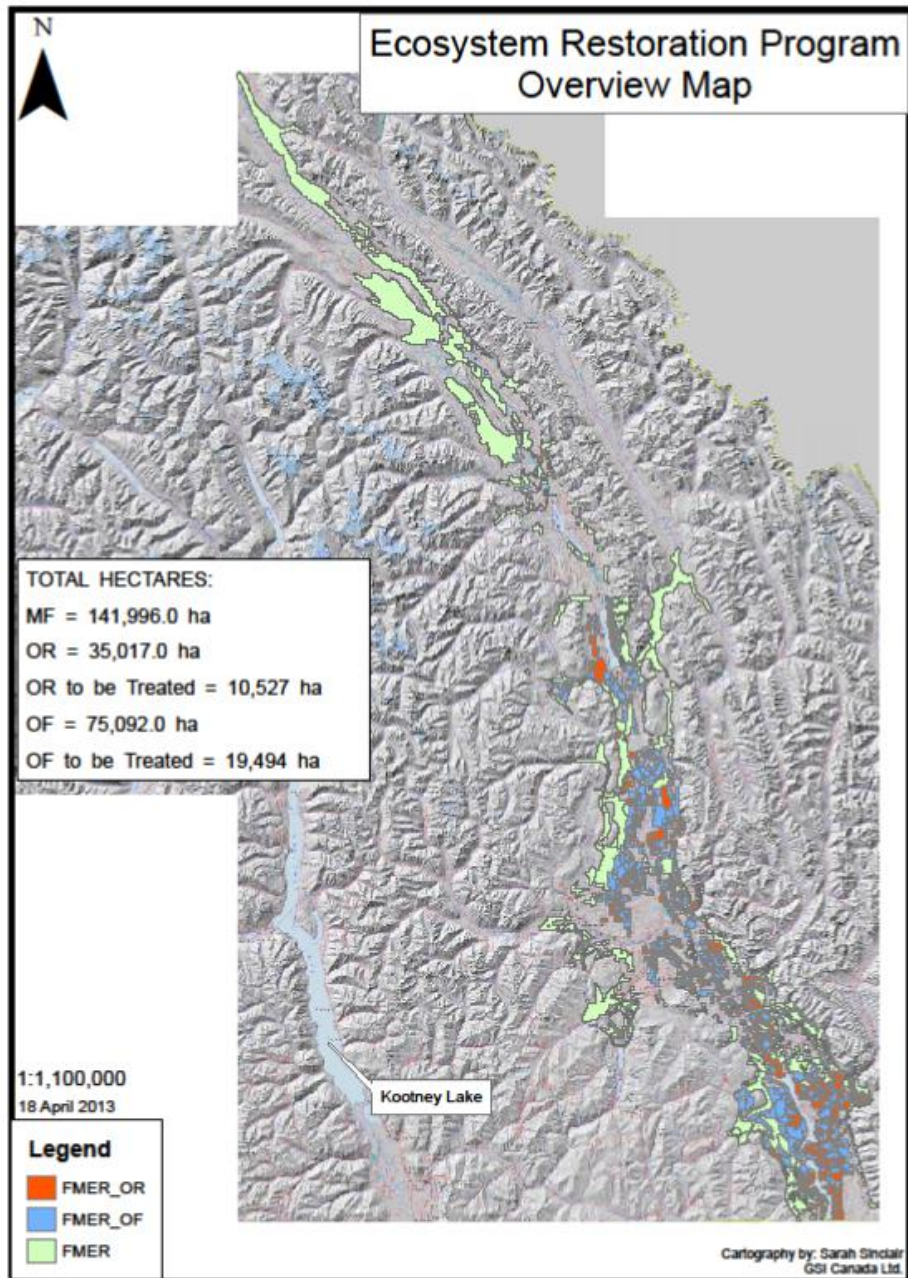 N
Ecosystem Restoration Program
Overview Map
TOTAL HECTARES:
MF = 141,996.0 ha
OR = 35,017.0 ha
OR to be Treated = 10,527 ha
OF = 75,092.0 ha
OF to be Treated = 19,494 ha
Kootney Lake
1:1,100,000
18 April 2013
Legend
FMER_OR
FMER_OF
FMER
Cartography by: Sarah Sinclair
GSI Canada Ltd.